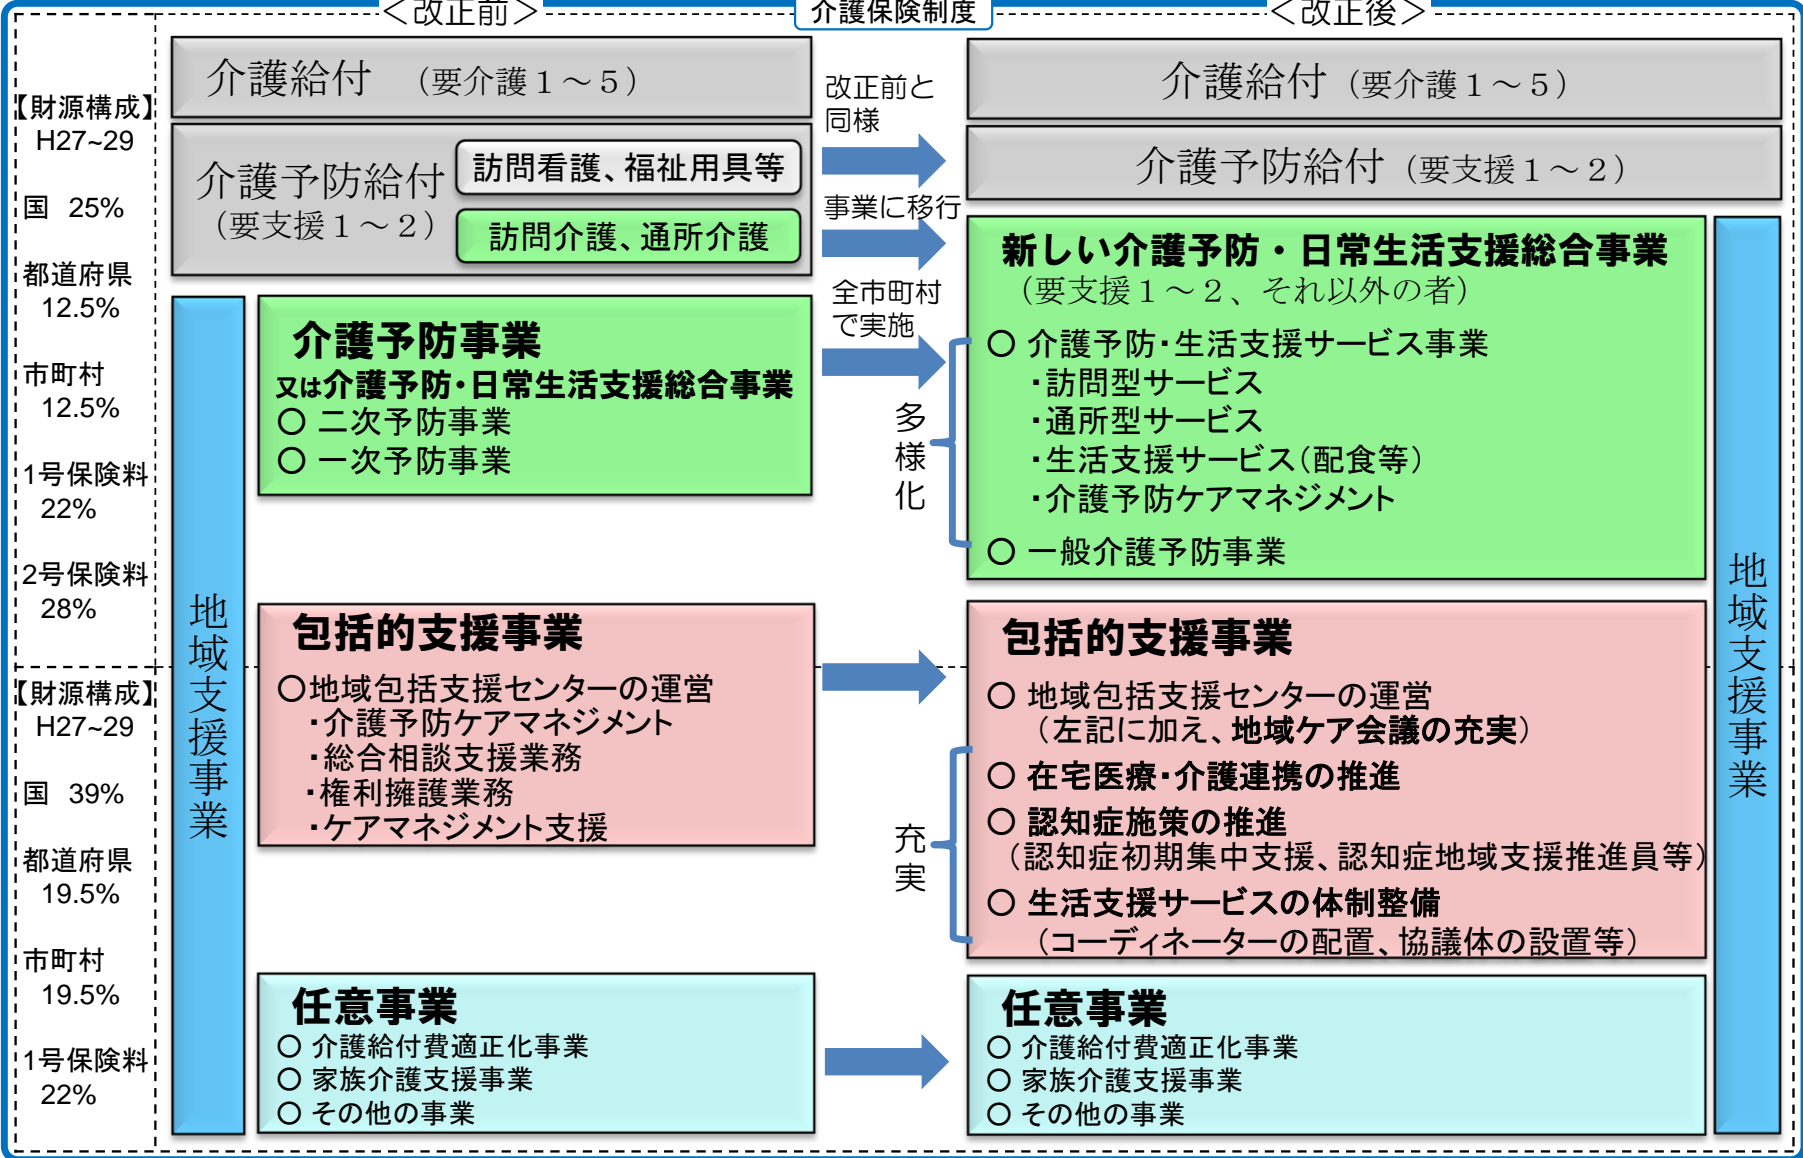 ＜改正前＞
介護保険制度
＜改正後＞
【財源構成】
H27~29
国 25%
都道府県
12.5%
市町村
12.5%
1号保険料
22%
2号保険料
28%
【財源構成】
H27~29
国 39%
都道府県
19.5%
市町村
19.5%
1号保険料
22%
介護給付 （要介護１～５）
介護予防給付
（要支援１～２）
訪問看護、福祉用具等
訪問介護、通所介護
地域支援事業
介護予防事業
又は介護予防・日常生活支援総合事業
○ 二次予防事業
○ 一次予防事業
包括的支援事業
○地域包括支援センターの運営
・介護予防ケアマネジメント
・総合相談支援業務
・権利擁護業務
・ケアマネジメント支援
任意事業
○ 介護給付費適正化事業
○ 家族介護支援事業
○ その他の事業
改正前と
同様
事業に移行
全市町村
で実施
多様化
充実
介護給付（要介護１～５）
介護予防給付（要支援１～２）
新しい介護予防・日常生活支援総合事業
（要支援１～２、それ以外の者）
○ 介護予防・生活支援サービス事業
・訪問型サービス
・通所型サービス
・生活支援サービス（配食等）
・介護予防ケアマネジメント
○ 一般介護予防事業
包括的支援事業
○ 地域包括支援センターの運営
（左記に加え、地域ケア会議の充実）
○ 在宅医療・介護連携の推進
○ 認知症施策の推進
（認知症初期集中支援、認知症地域支援推進員等）
○ 生活支援サービスの体制整備
（コーディネーターの配置、協議体の設置等）
任意事業
○ 介護給付費適正化事業
○ 家族介護支援事業
○ その他の事業
地域支援事業